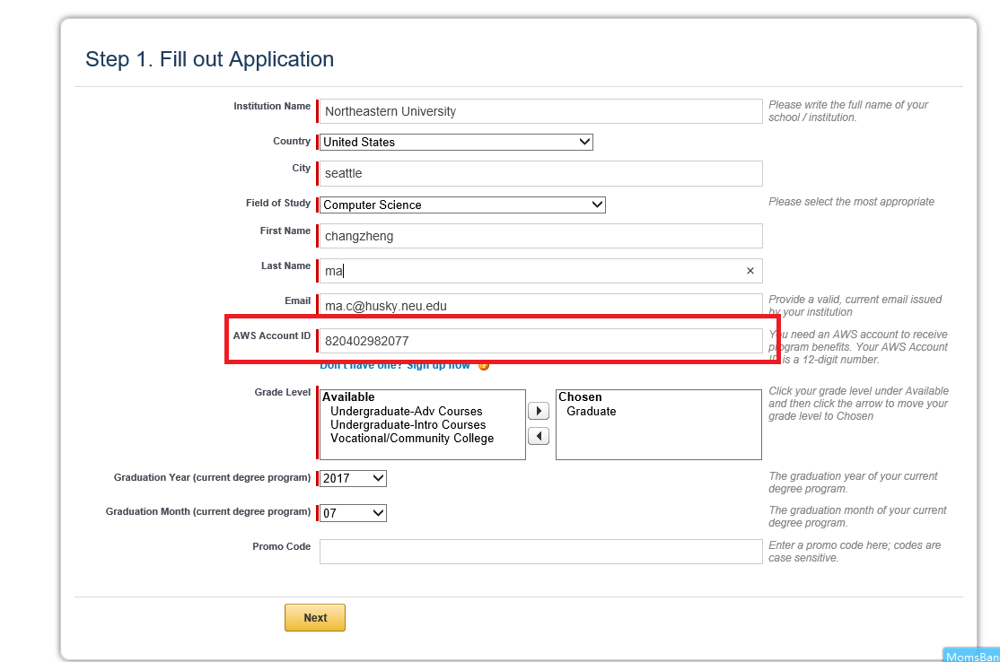 Step 1. Fill out Application
Institution Name
Northeastern University
Please write the full name of your
school / institution.
Country
United States
City
seattle
Field of Study
Computer Science
Please select the most appropriate
First Name
changzheng
Last Name
ma
×
Email
ma.c@husky.neu.edu
Provide a valid, current email issued
by your institution
AWS Account ID
820402982077
You need an AWS account to receive
program benefits. Your AWS Account
ID is a 12-digit number.
Don't have one? Sign up now ?
Grade Level
Available
Undergraduate-Adv Courses
Undergraduate-Intro Courses
Vocational/Community College
Chosen
Graduate
Click your grade level under Available
and then click the arrow to move your
grade level to Chosen
Graduation Year (current degree program)
2017
The graduation year of your current
degree program.
Graduation Month (current degree program)
07
The graduation month of your current
degree program.
Promo Code
Enter a promo code here; codes are
case sensitive.
Next
MomsBan